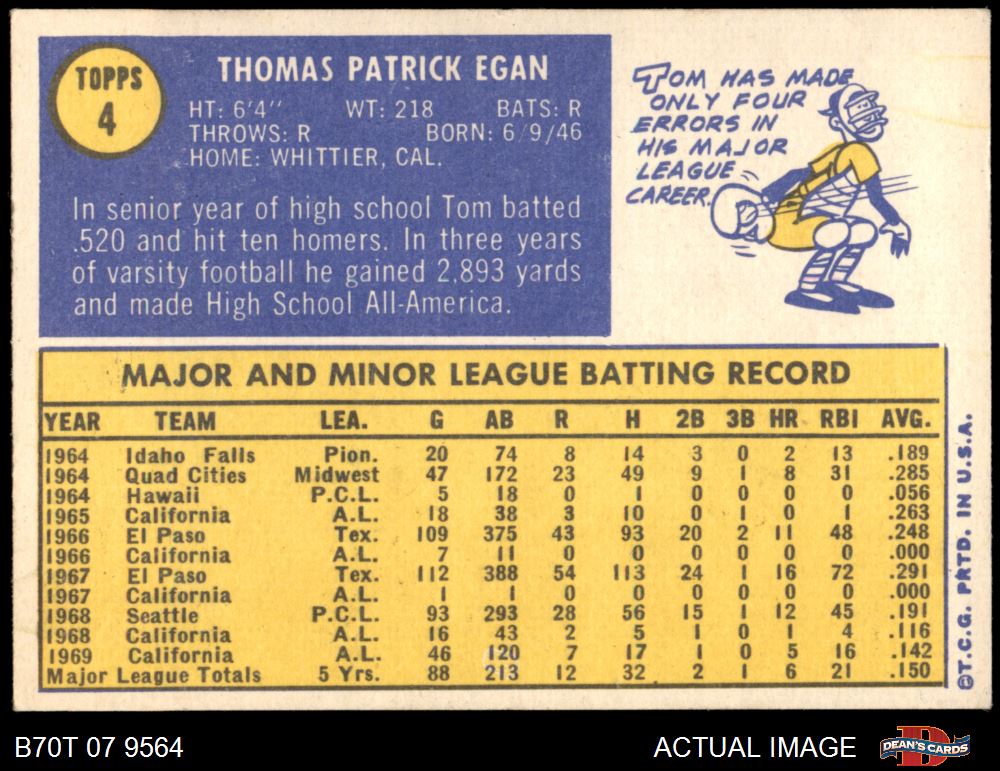 TOPPS
4
THOMAS PATRICK EGAN
HT: 6'4'' WT: 218 BATS: R
THROWS: R BORN: 6/9/46
HOME: WHITTIER, CAL.
In senior year of high school Tom batted
.520 and hit ten homers. In three years
of varsity football he gained 2,893 yards
and made High School All-America.
TOM HAS MADE
ONLY FOUR
ERRORS IN
HIS MAJOR
LEAGUE
CAREER.
MAJOR AND MINOR LEAGUE BATTING RECORD
YEAR TEAM LEA. G AB R H 2B 3B HR RBI AVG.
1964 Idaho Falls Pion. 20 74 8 14 3 0 2 13 .189
1964 Quad Cities Midwest 47 172 23 49 9 1 8 31 .285
1964 Hawaii P.C.L. 5 18 0 1 0 0 0 0 .056
1965 California A.L. 18 38 3 10 0 1 0 1 .263
1966 El Paso Tex. 109 375 43 93 20 2 11 48 .248
1966 California A.L. 7 11 0 0 0 0 0 0 .000
1967 El Paso Tex. 112 388 54 113 24 1 16 72 .291
1967 California A.L. 1 1 0 0 0 0 0 0 .000
1968 Seattle P.C.L. 93 293 28 56 15 1 12 45 .191
1968 California A.L. 16 43 2 5 1 0 1 4 .116
1969 California A.L. 46 120 7 17 1 0 5 16 .142
Major League Totals 5 Yrs. 88 213 12 32 2 1 6 21 .150
©T.C.G. PRTD. IN U.S.A.
B70T 07 9564
ACTUAL IMAGE
DEAN'S CARDS